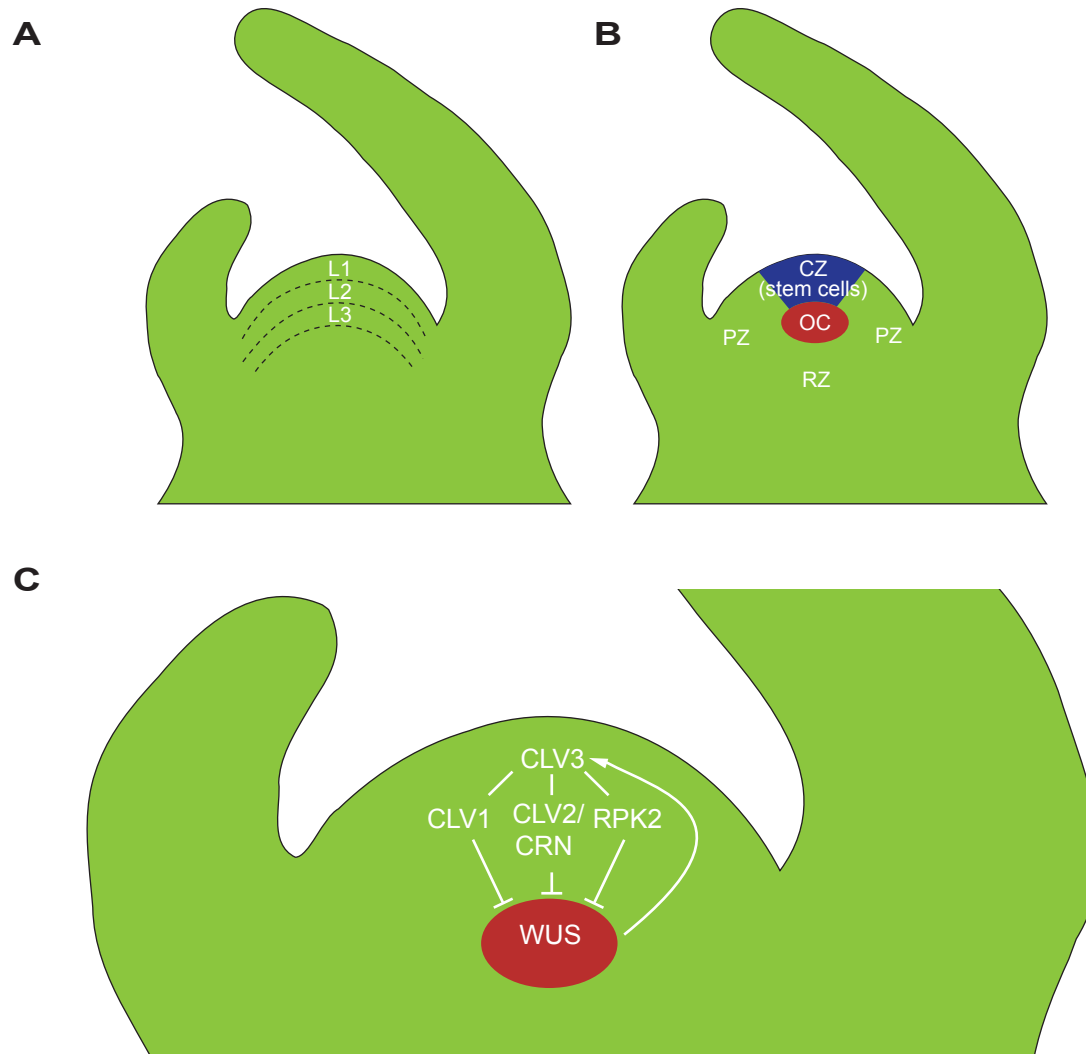 A
B
L1
L2
L3
CZ
(stem cells)
OC
PZ
PZ
RZ
C
CLV3
CLV1
CLV2/
CRN
RPK2
WUS